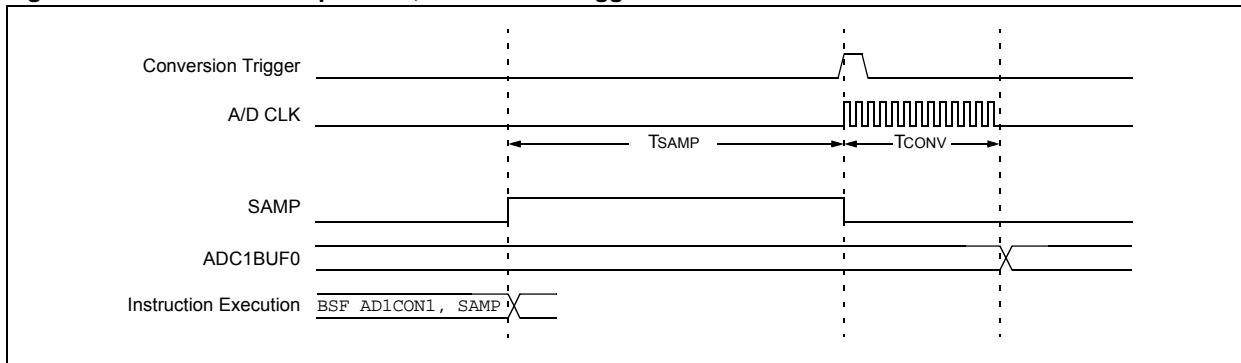 Conversion Trigger
A/D CLK
TSAMP
TCONV
SAMP
ADC1BUF0
Instruction Execution
BSF AD1CON1, SAMP